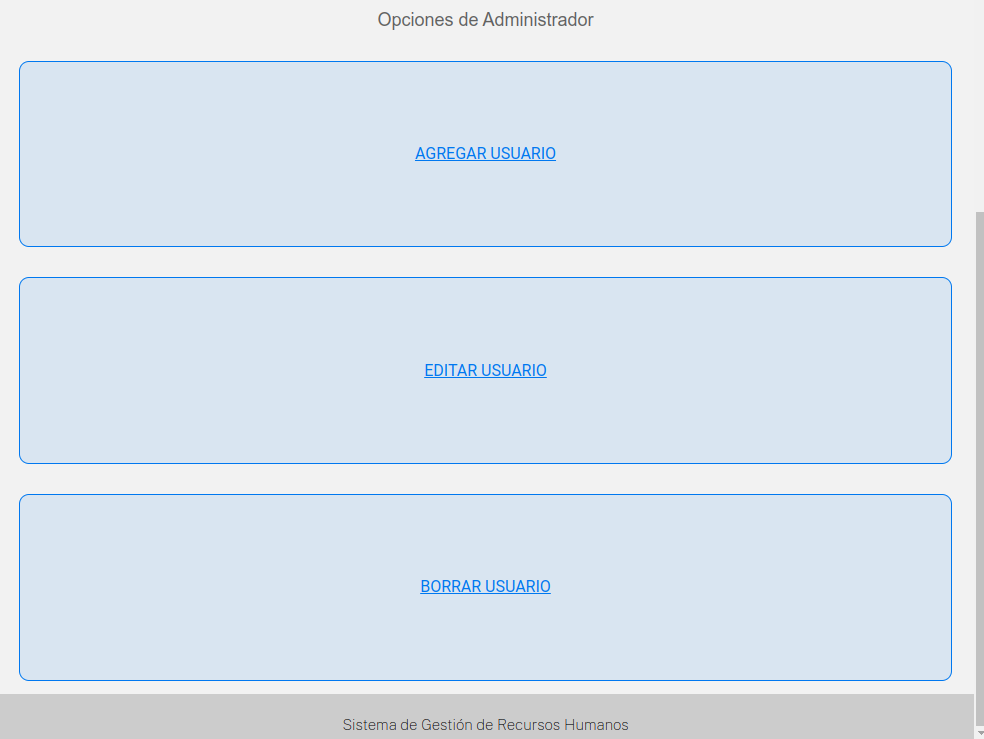 Opciones de Administrador
AGREGAR USUARIO
EDITAR USUARIO
BORRAR USUARIO
Sistema de Gestión de Recursos Humanos